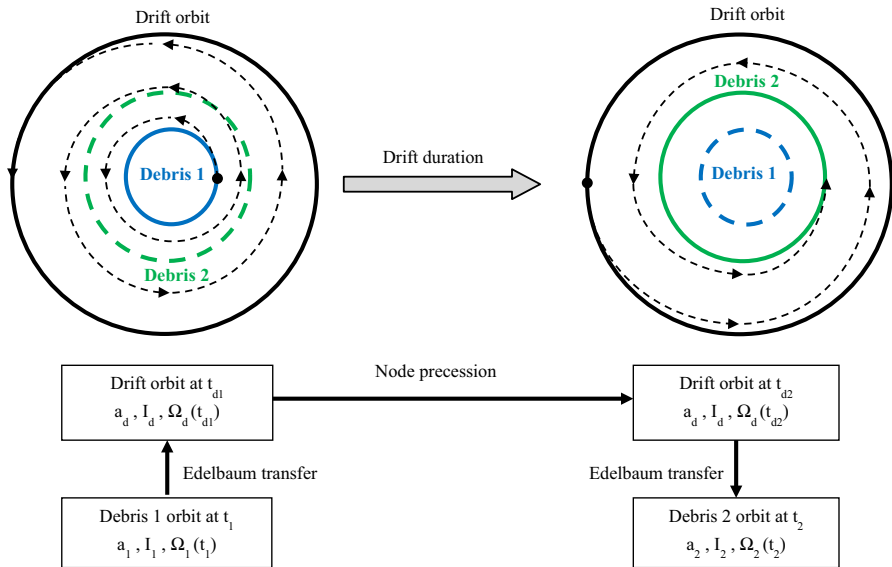 Drift orbit
Drift orbit
Debris 2
Drift duration
Debris 1
Debris 1
Debris 2
Node precession
Drift orbit at t_d1
a_d , I_d , Ω_d (t_d1)
Drift orbit at t_d2
a_d , I_d , Ω_d (t_d2)
Edelbaum transfer
Edelbaum transfer
Debris 1 orbit at t_1
a_1 , I_1 , Ω_1 (t_1)
Debris 2 orbit at t_2
a_2 , I_2 , Ω_2 (t_2)